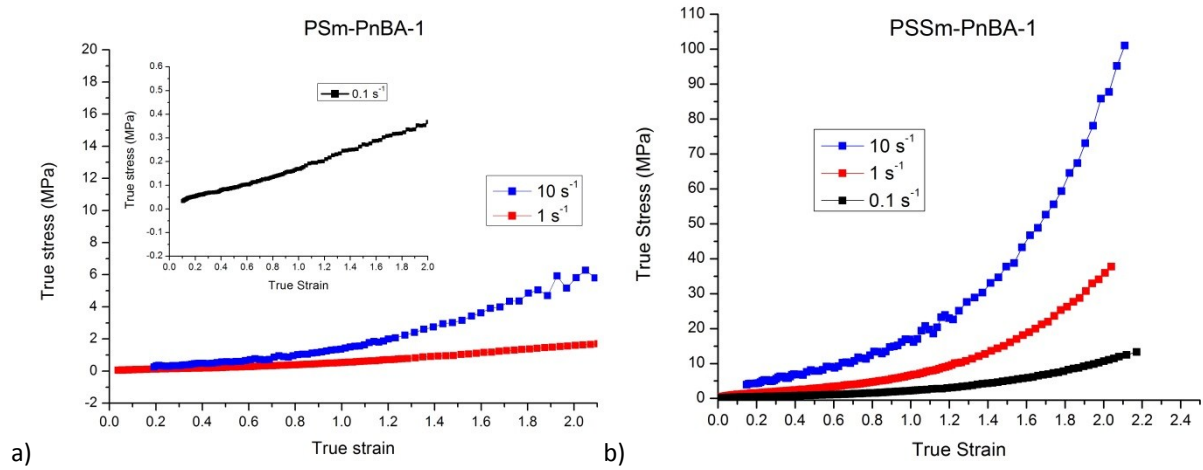 PSm-PnBA-1
True stress (MPa)
20
18
16
14
12
10
8
6
4
2
0
-2
0.0 0.2 0.4 0.6 0.8 1.0 1.2 1.4 1.6 1.8 2.0
True strain
True stress (MPa)
0.6
0.5
0.4
0.3
0.2
0.1
0.0
-0.1
-0.2
0.0 0.2 0.4 0.6 0.8 1.0 1.2 1.4 1.6 1.8 2.0
True Strain
0.1 s⁻¹
10 s⁻¹
1 s⁻¹
a)
PSSm-PnBA-1
True Stress (MPa)
110
100
90
80
70
60
50
40
30
20
10
0
0.0 0.2 0.4 0.6 0.8 1.0 1.2 1.4 1.6 1.8 2.0 2.2 2.4
True Strain
10 s⁻¹
1 s⁻¹
0.1 s⁻¹
b)